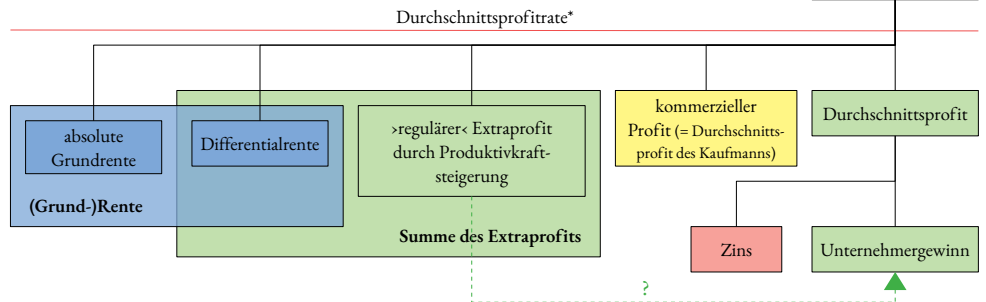 Durchschnittsprofitrate*
absolute
Grundrente
Differentialrente
(Grund-)Rente
›regulärer‹ Extraprofit
durch Produktivkraft-
steigerung
Summe des Extraprofits
kommerzieller
Profit (= Durchschnitts-
profit des Kaufmanns)
Durchschnittsprofit
Zins
Unternehmergewinn
?